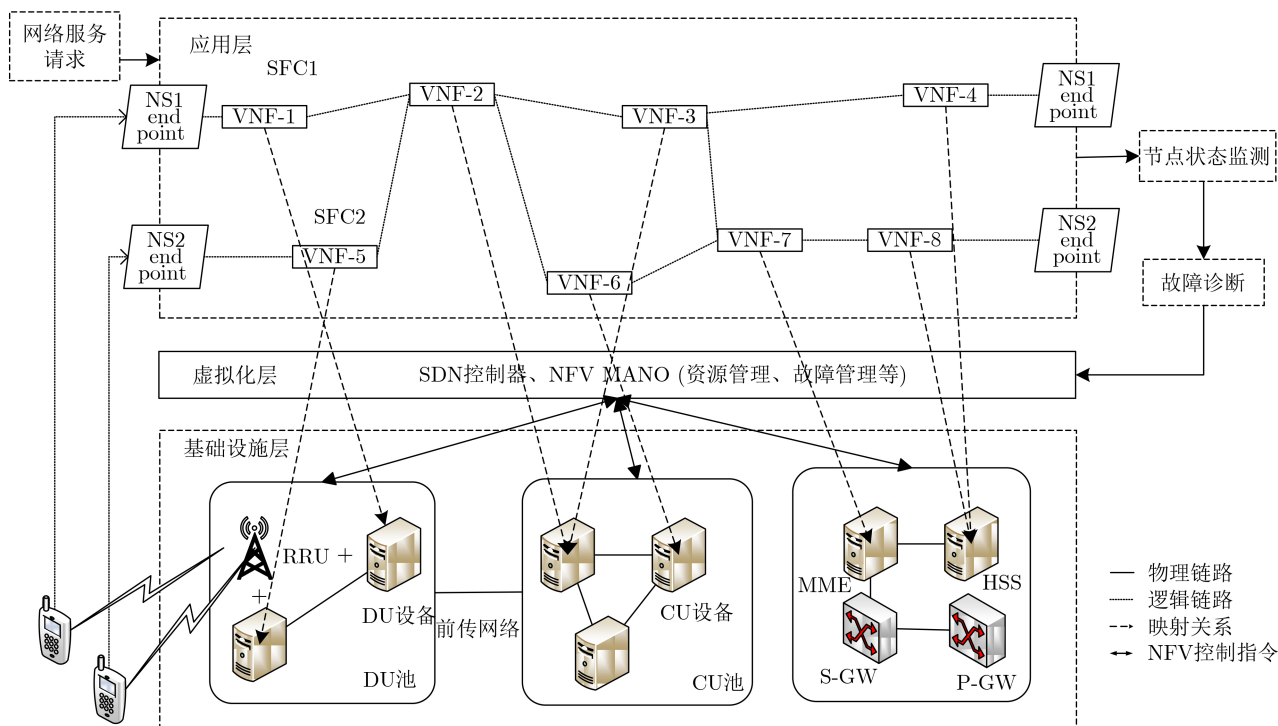 网络服务
请求
应用层
SFC1
NS1
end
point
VNF-1
VNF-2
VNF-3
VNF-4
NS1
end
point
节点状态监测
SFC2
NS2
end
point
VNF-5
VNF-6
VNF-7
VNF-8
NS2
end
point
故障诊断
虚拟化层
SDN控制器、NFV MANO (资源管理、故障管理等)
基础设施层
RRU +
+
DU设备
DU池
前传网络
CU设备
CU池
MME
HSS
S-GW
P-GW
物理链路
逻辑链路
映射关系
NFV控制指令